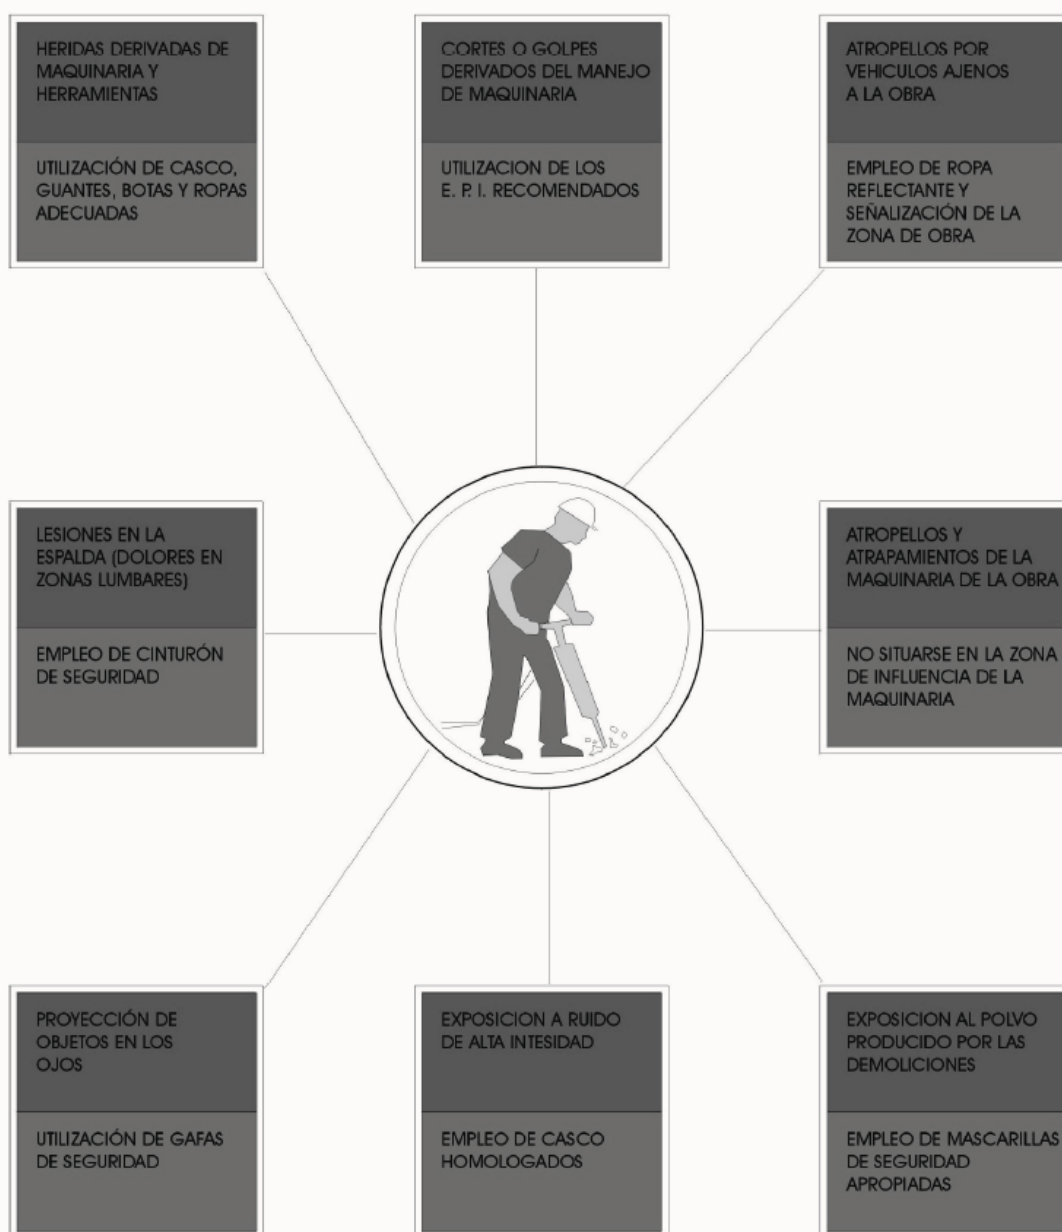 HERIDAS DERIVADAS DE
MAQUINARIA Y
HERRAMIENTAS
UTILIZACIÓN DE CASCO,
GUANTES, BOTAS Y ROPAS
ADECUADAS
CORTES O GOLPES
DERIVADOS DEL MANEJO
DE MAQUINARIA
UTILIZACION DE LOS
E. P. I. RECOMENDADOS
ATROPELLOS POR
VEHICULOS AJENOS
A LA OBRA
EMPLEO DE ROPA
REFLECTANTE Y
SEÑALIZACIÓN DE LA
ZONA DE OBRA
LESIONES EN LA
ESPALDA (DOLORES EN
ZONAS LUMBARES)
EMPLEO DE CINTURÓN
DE SEGURIDAD
ATROPELLOS Y
ATRAPAMIENTOS DE LA
MAQUINARIA DE LA OBRA
NO SITUARSE EN LA ZONA
DE INFLUENCIA DE LA
MAQUINARIA
PROYECCIÓN DE
OBJETOS EN LOS
OJOS
UTILIZACIÓN DE GAFAS
DE SEGURIDAD
EXPOSICION A RUIDO
DE ALTA INTESIDAD
EMPLEO DE CASCO
HOMOLOGADOS
EXPOSICION AL POLVO
PRODUCIDO POR LAS
DEMOLICIONES
EMPLEO DE MASCARILLAS
DE SEGURIDAD
APROPIADAS